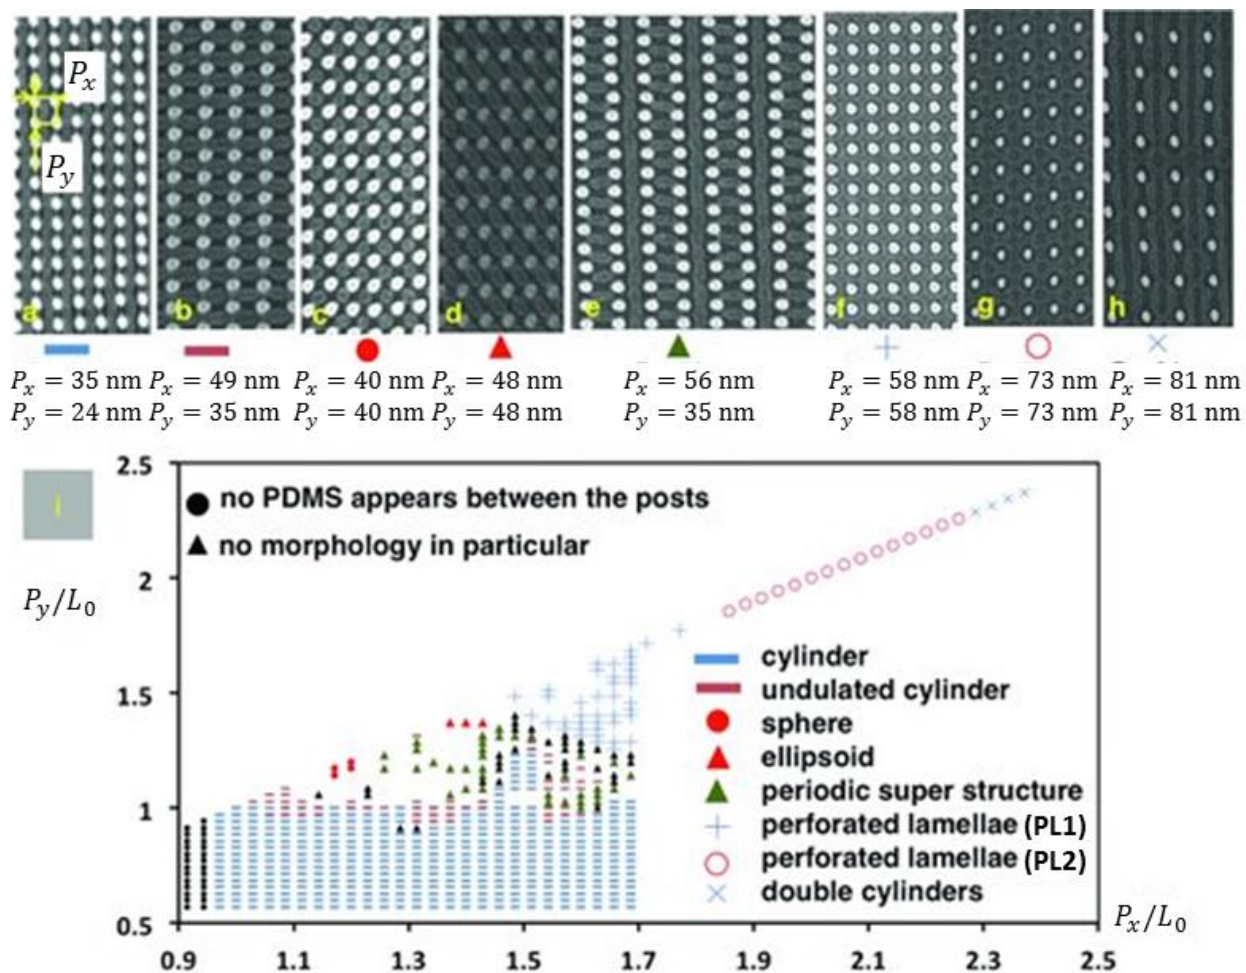 P_x
P_y
a b c d e f g h
P_x = 35 nm P_x = 49 nm P_x = 40 nm P_x = 48 nm P_x = 56 nm P_x = 58 nm P_x = 73 nm P_x = 81 nm
P_y = 24 nm P_y = 35 nm P_y = 40 nm P_y = 48 nm P_y = 35 nm P_y = 58 nm P_y = 73 nm P_y = 81 nm
i
P_y/L_0
2.5
2
1.5
1
0.5
no PDMS appears between the posts
no morphology in particular
cylinder
undulated cylinder
sphere
ellipsoid
periodic super structure
perforated lamellae (PL1)
perforated lamellae (PL2)
double cylinders
0.9 1.1 1.3 1.5 1.7 1.9 2.1 2.3 2.5
P_x/L_0